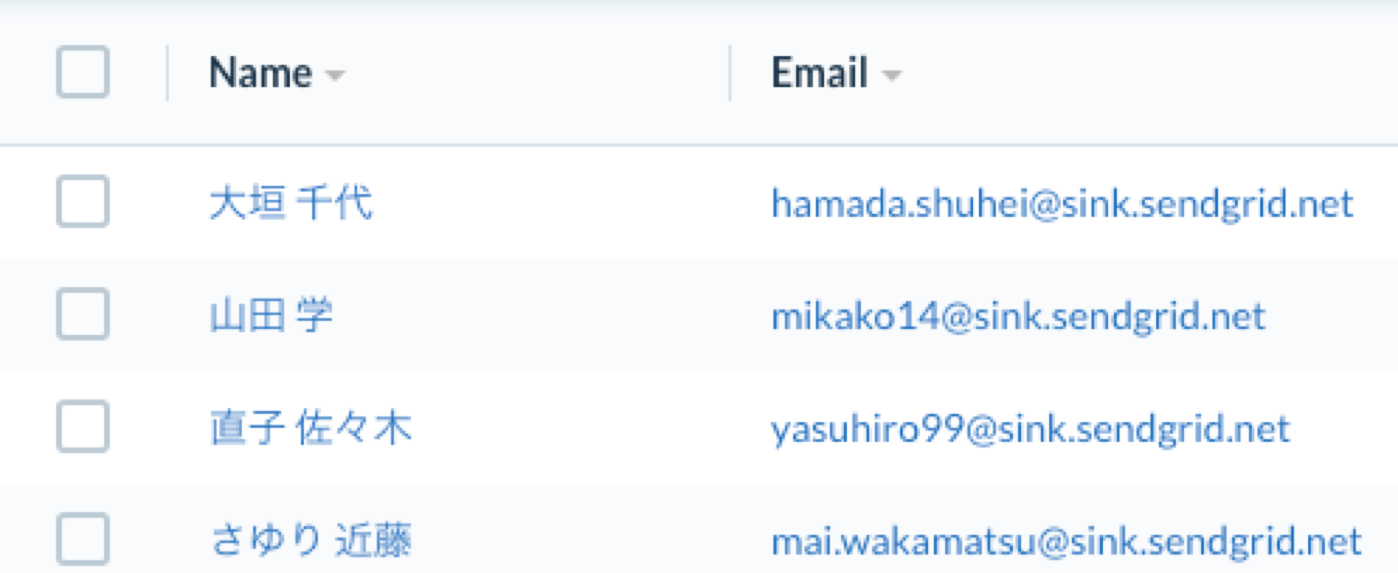 Name Email
大垣 千代 hamada.shuhei@sink.sendgrid.net
山田 学 mikako14@sink.sendgrid.net
直子 佐々木 yasuhiro99@sink.sendgrid.net
さゆり 近藤 mai.wakamatsu@sink.sendgrid.net